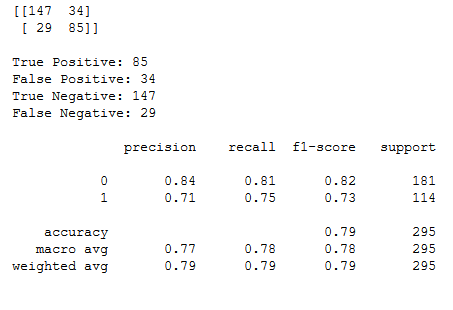 [[147  34]
 [ 29  85]]
True Positive: 85
False Positive: 34
True Negative: 147
False Negative: 29
              precision    recall  f1-score   support
           0       0.84      0.81      0.82       181
           1       0.71      0.75      0.73       114
    accuracy                           0.79       295
   macro avg       0.77      0.78      0.78       295
weighted avg       0.79      0.79      0.79       295